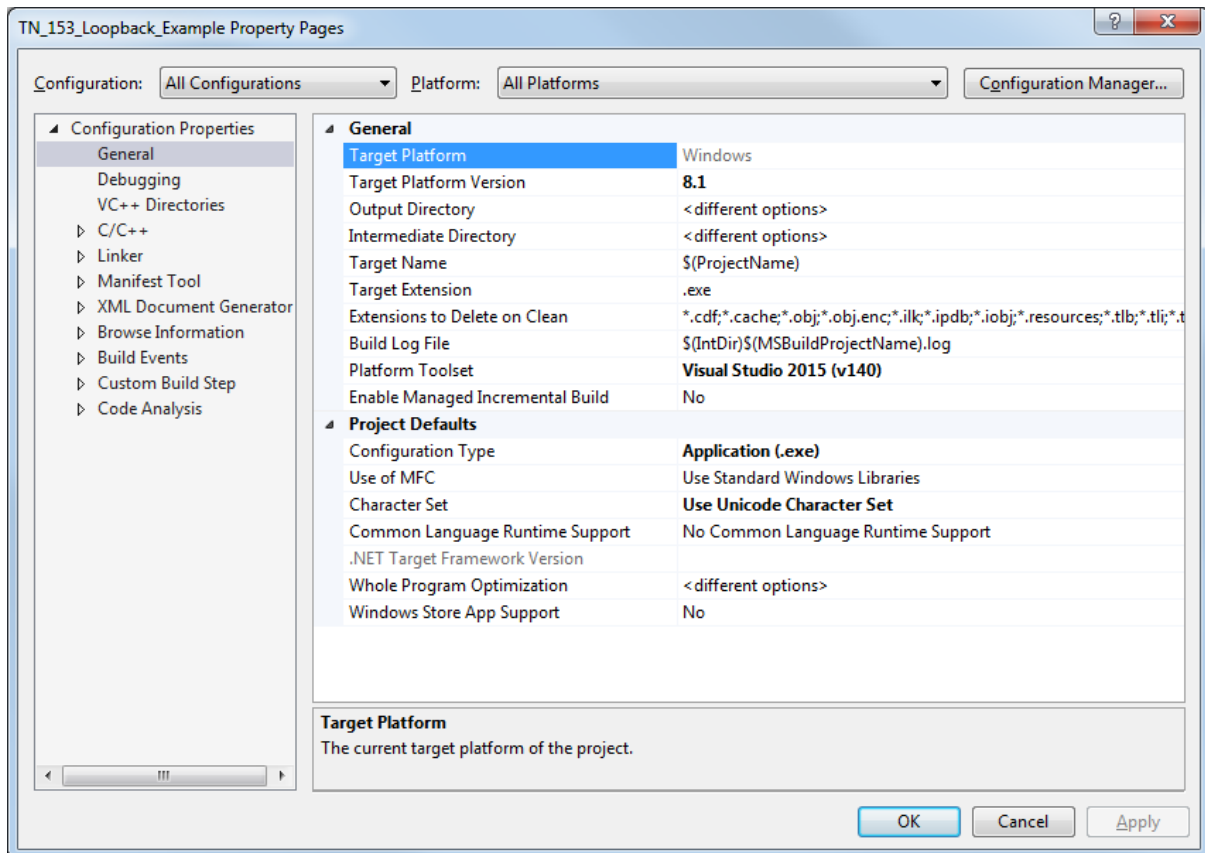 TN_153_Loopback_Example Property Pages
Configuration: All Configurations Platform: All Platforms Configuration Manager...
Configuration Properties
General
Debugging
VC++ Directories
C/C++
Linker
Manifest Tool
XML Document Generator
Browse Information
Build Events
Custom Build Step
Code Analysis
General
Target Platform Windows
Target Platform Version 8.1
Output Directory <different options>
Intermediate Directory <different options>
Target Name $(ProjectName)
Target Extension .exe
Extensions to Delete on Clean *.cdf;*.cache;*.obj;*.obj.enc;*.ilk;*.ipdb;*.iobj;*.resources;*.tlb;*.tli;*.t
Build Log File $(IntDir)$(MSBuildProjectName).log
Platform Toolset Visual Studio 2015 (v140)
Enable Managed Incremental Build No
Project Defaults
Configuration Type Application (.exe)
Use of MFC Use Standard Windows Libraries
Character Set Use Unicode Character Set
Common Language Runtime Support No Common Language Runtime Support
.NET Target Framework Version
Whole Program Optimization <different options>
Windows Store App Support No
Target Platform
The current target platform of the project.
OK Cancel Apply